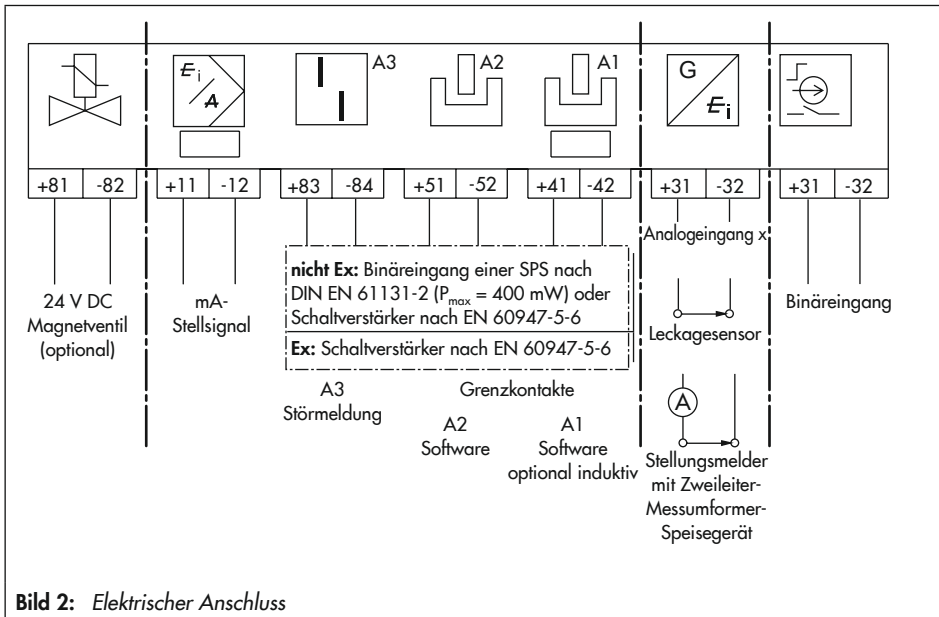 A3 A2 A1
G
E i
A
E i
+81 -82 +11 -12 +83 -84 +51 -52 +41 -42 +31 -32 +31 -32
Analogeingang x
nicht Ex: Binäreingang einer SPS nach
DIN EN 61131-2 (Pmax = 400 mW) oder
Schaltverstärker nach EN 60947-5-6
Ex: Schaltverstärker nach EN 60947-5-6
24 V DC
Magnetventil
(optional)
mA-
Stellsignal
Leckagesensor
Binäreingang
A3
Störmeldung
Grenzkontakte
A2
Software
A1
Software
optional induktiv
A
Stellungsmelder
mit Zweileiter-
Messumformer-
Speisegerät
Bild 2: Elektrischer Anschluss